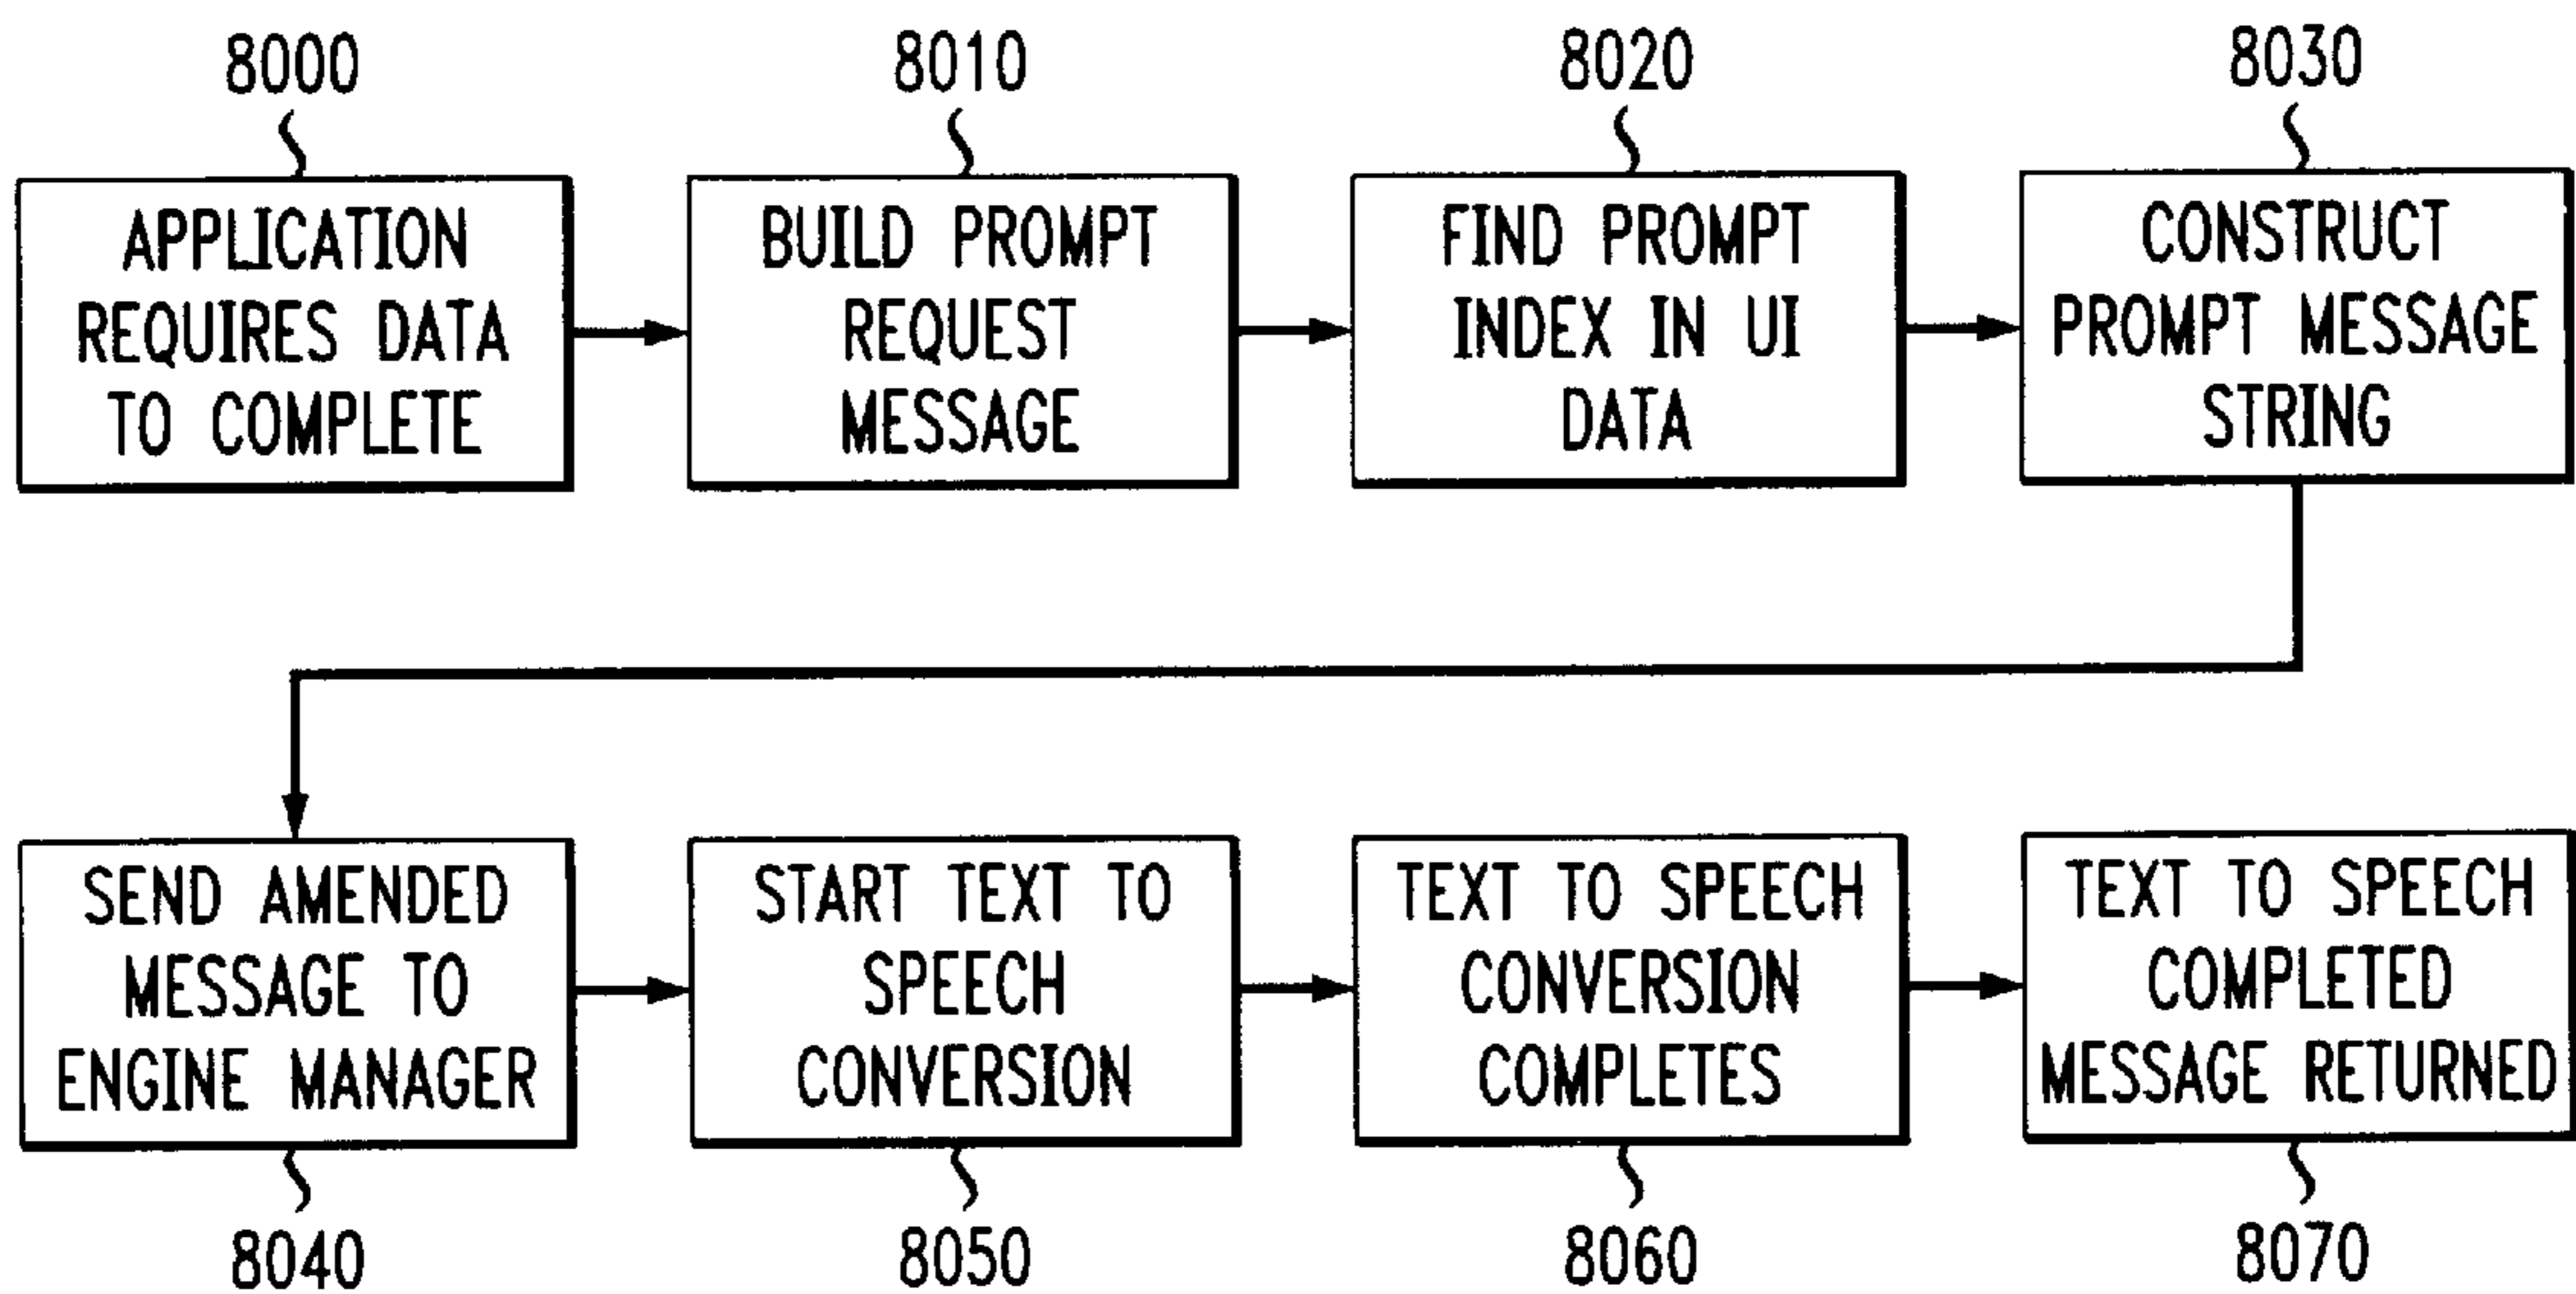 8000
APPLICATION
REQUIRES DATA
TO COMPLETE
8010
BUILD PROMPT
REQUEST
MESSAGE
8020
FIND PROMPT
INDEX IN UI
DATA
8030
CONSTRUCT
PROMPT MESSAGE
STRING
SEND AMENDED
MESSAGE TO
ENGINE MANAGER
8040
START TEXT TO
SPEECH
CONVERSION
8050
TEXT TO SPEECH
CONVERSION
COMPLETES
8060
TEXT TO SPEECH
COMPLETED
MESSAGE RETURNED
8070